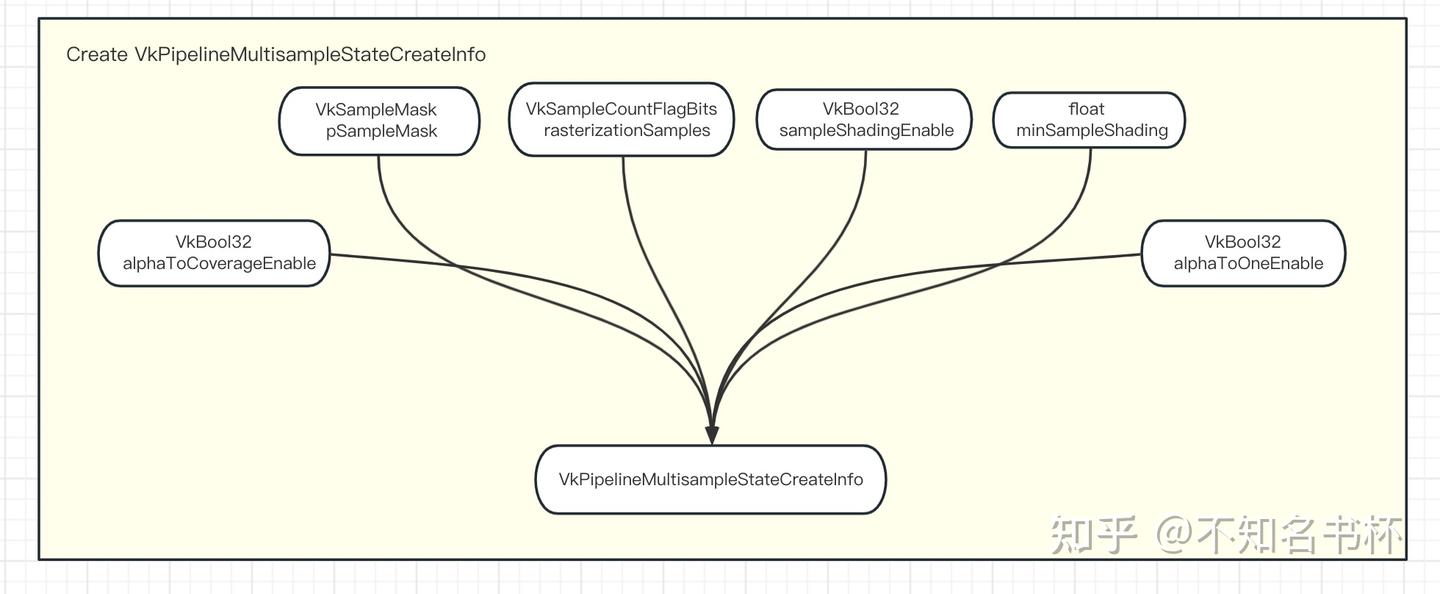 Create VkPipelineMultisampleStateCreateInfo
VkSampleMask
pSampleMask
VkSampleCountFlagBits
rasterizationSamples
VkBool32
sampleShadingEnable
float
minSampleShading
VkBool32
alphaToCoverageEnable
VkBool32
alphaToOneEnable
VkPipelineMultisampleStateCreateInfo
知乎 @不知名书杯